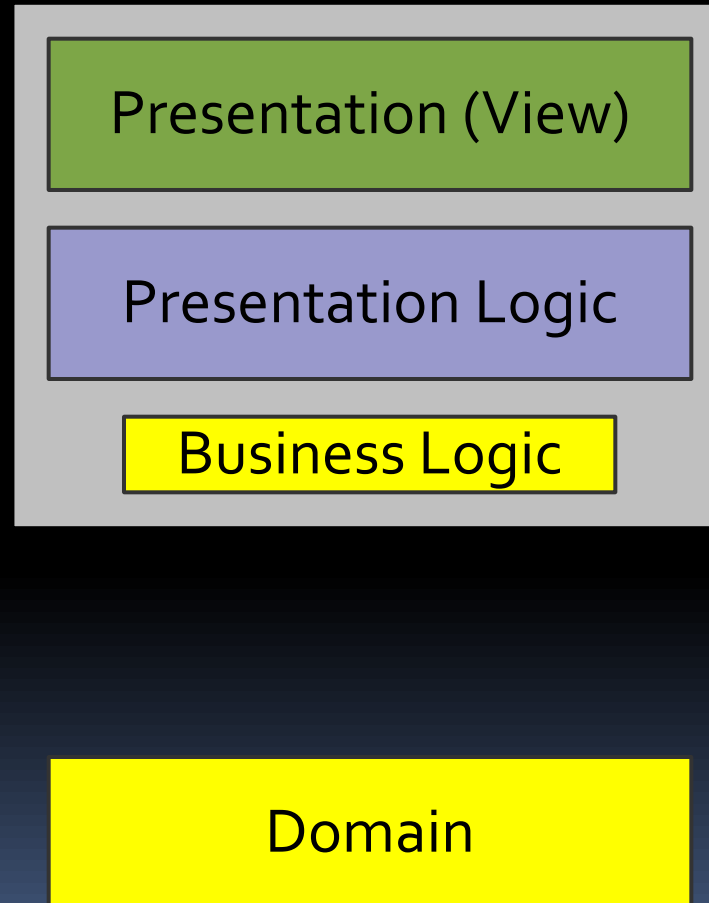 Presentation (View)
Presentation Logic
Business Logic
Domain